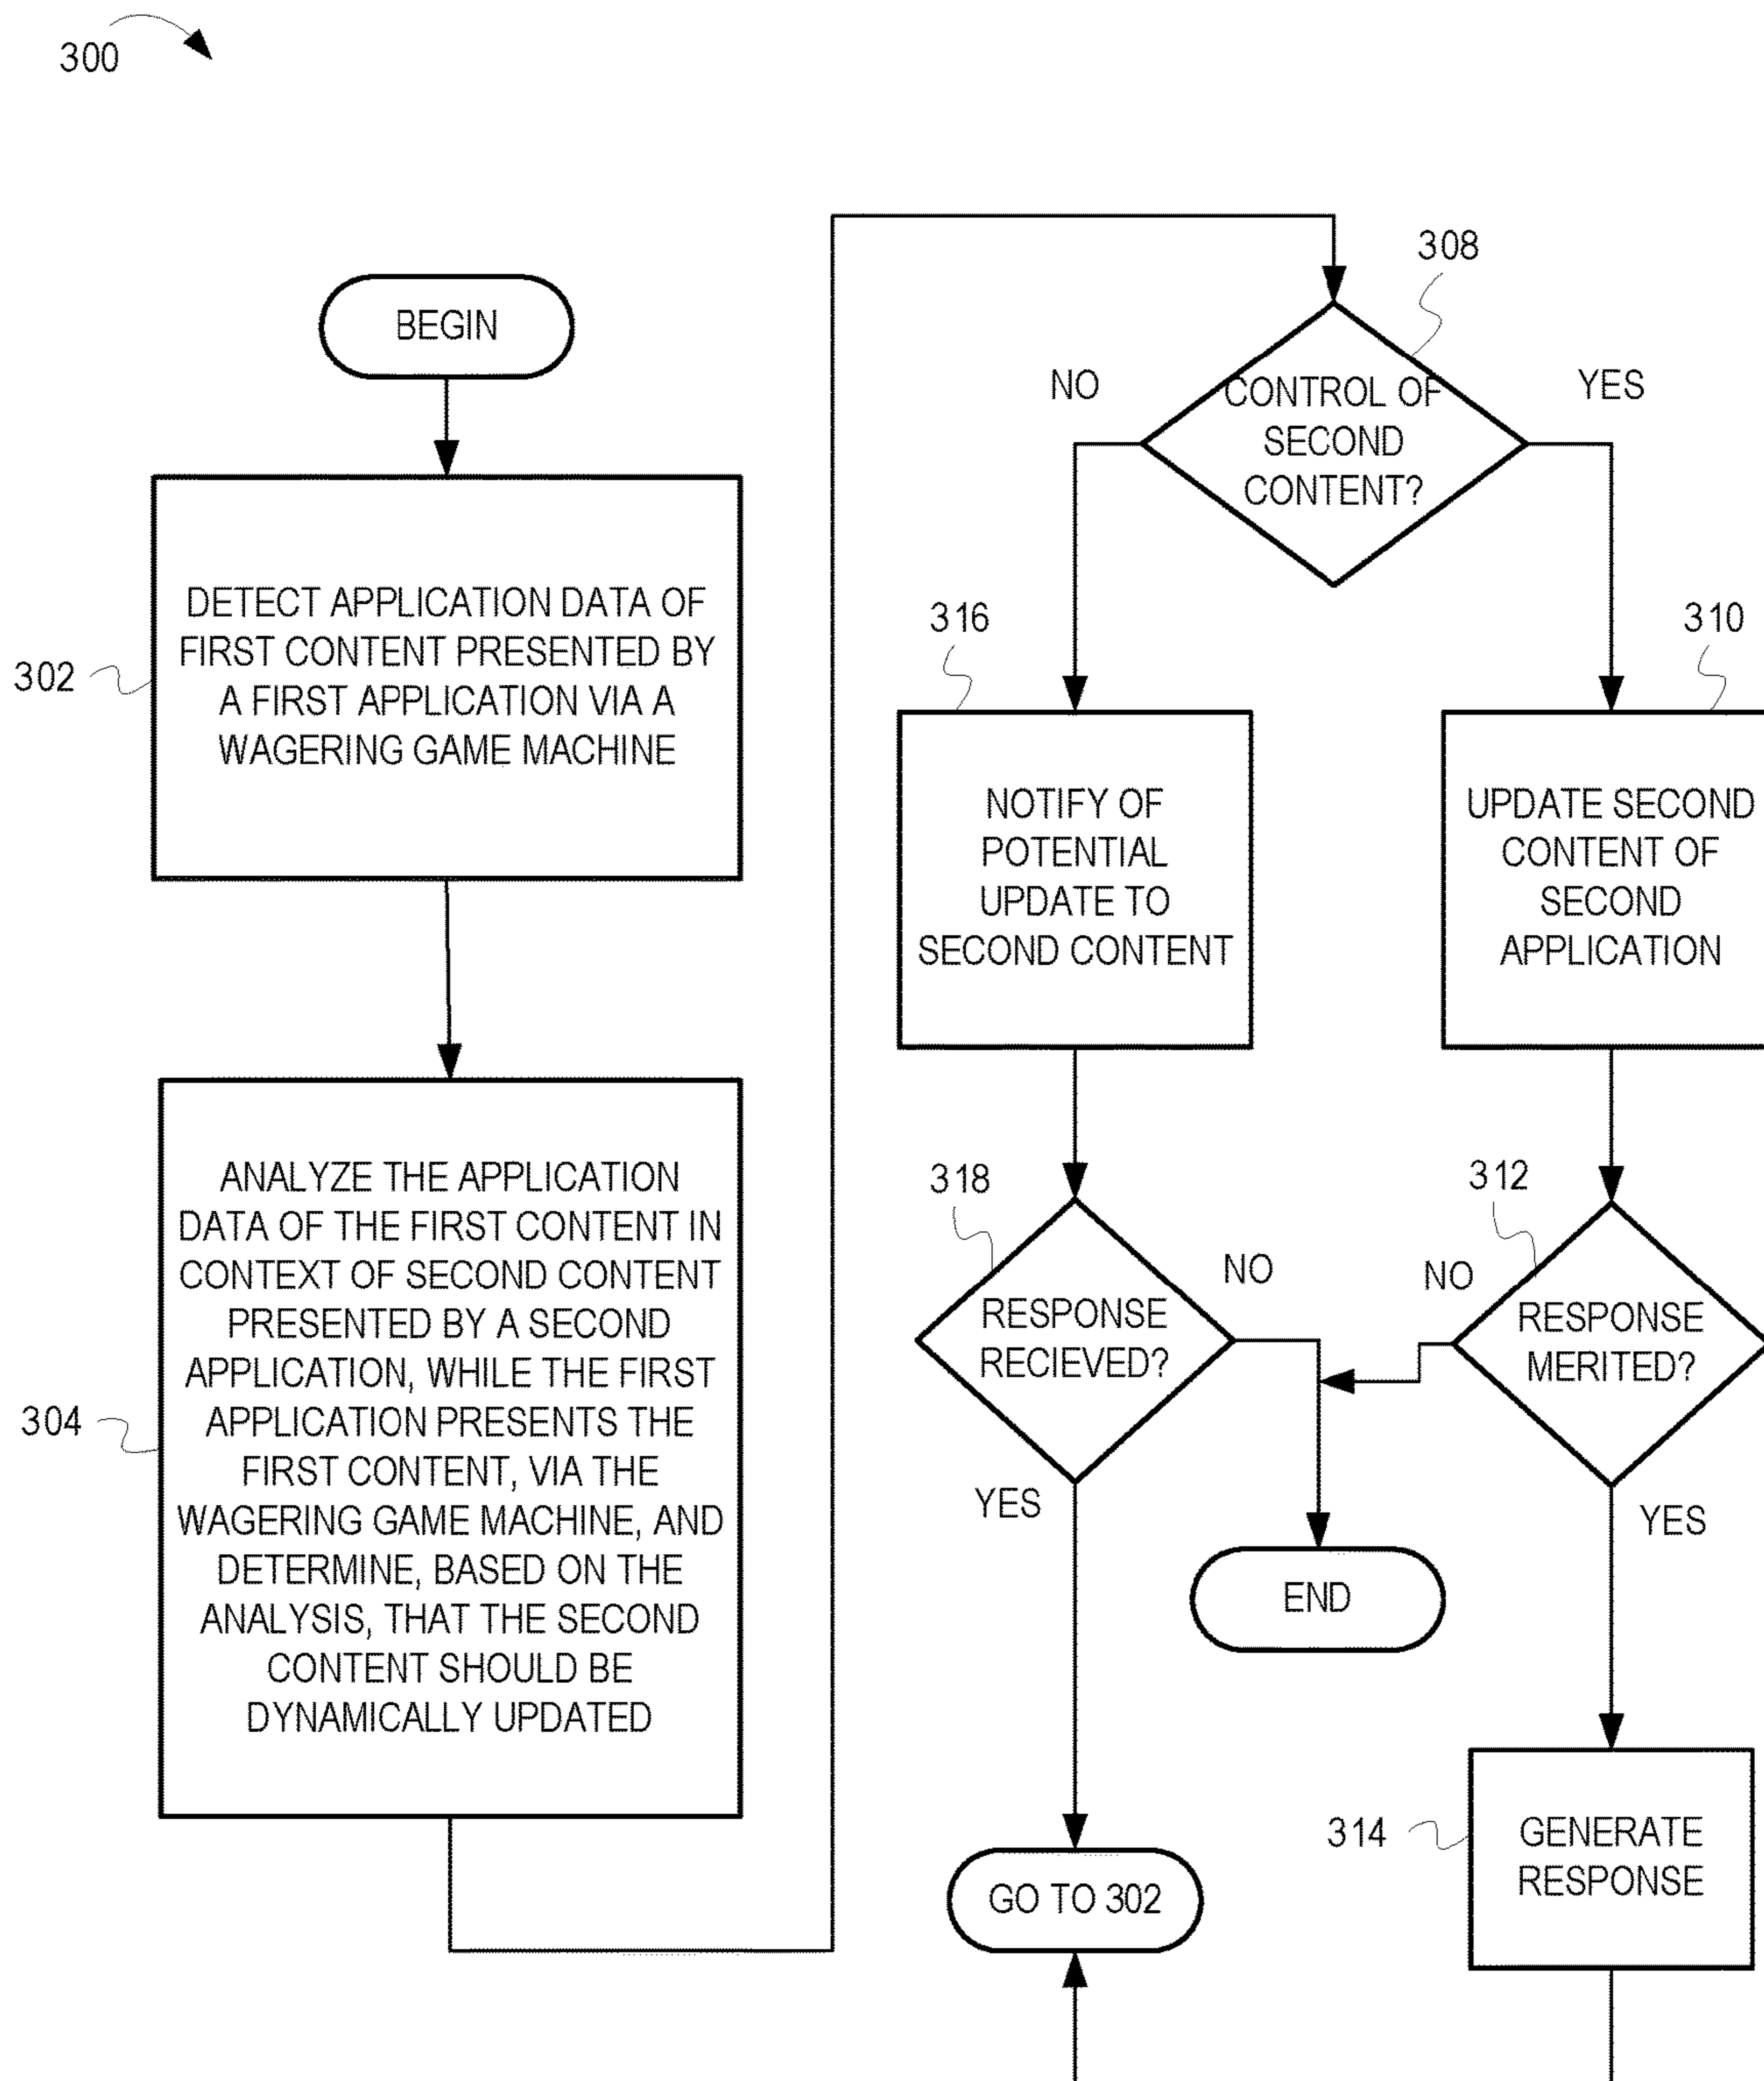 300
BEGIN
302
DETECT APPLICATION DATA OF
FIRST CONTENT PRESENTED BY
A FIRST APPLICATION VIA A
WAGERING GAME MACHINE
304
ANALYZE THE APPLICATION
DATA OF THE FIRST CONTENT IN
CONTEXT OF SECOND CONTENT
PRESENTED BY A SECOND
APPLICATION, WHILE THE FIRST
APPLICATION PRESENTS THE
FIRST CONTENT, VIA THE
WAGERING GAME MACHINE, AND
DETERMINE, BASED ON THE
ANALYSIS, THAT THE SECOND
CONTENT SHOULD BE
DYNAMICALLY UPDATED
308
NO
YES
CONTROL OF
SECOND
CONTENT?
316
NOTIFY OF
POTENTIAL
UPDATE TO
SECOND CONTENT
310
UPDATE SECOND
CONTENT OF
SECOND
APPLICATION
318
RESPONSE
RECIEVED?
NO
YES
312
NO
RESPONSE
MERITED?
YES
END
314
GENERATE
RESPONSE
GO TO 302